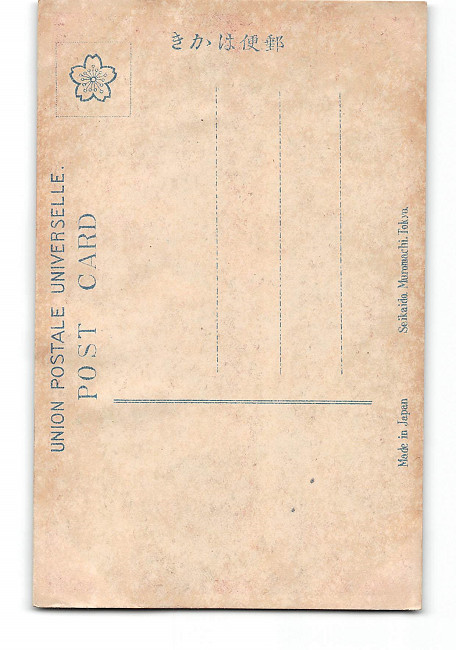 郵便はかき
UNION POSTALE UNIVERSELLE.
POST CARD
Made in Japan
Seikaido, Muromachi, Tokyo.